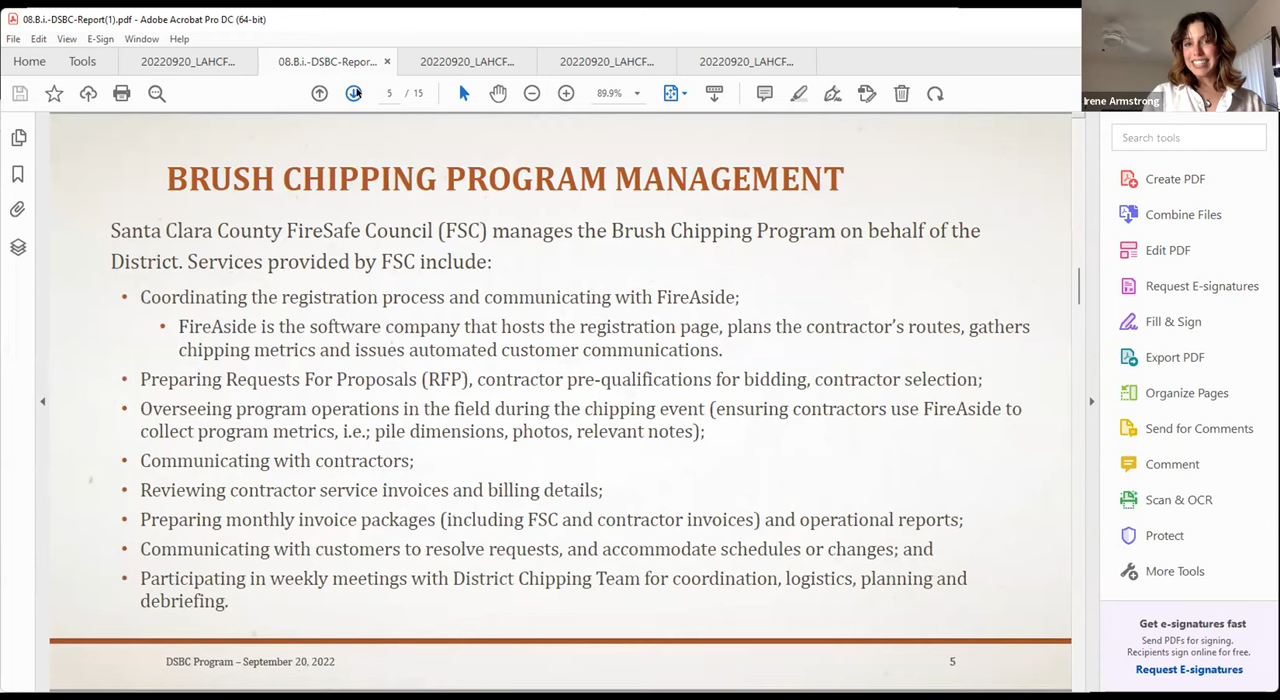 08.B.i.-DSBC-Report(1).pdf - Adobe Acrobat Pro DC (64-bit)
File Edit View E-Sign Window Help
Home Tools 20220920_LAHCF... 08.B.i.-DSBC-Repor... × 20220920_LAHCF... 20220920_LAHCF... 20220920_LAHCF...
5 / 15 89.9%
Irene Armstrong
Search tools
Create PDF
Combine Files
Edit PDF
Request E-signatures
Fill & Sign
Export PDF
Organize Pages
Send for Comments
Comment
Scan & OCR
Protect
More Tools
Get e-signatures fast
Send PDFs for signing.
Recipients sign online for free.
Request E-signatures
BRUSH CHIPPING PROGRAM MANAGEMENT
Santa Clara County FireSafe Council (FSC) manages the Brush Chipping Program on behalf of the
District. Services provided by FSC include:
• Coordinating the registration process and communicating with FireAside;
• FireAside is the software company that hosts the registration page, plans the contractor's routes, gathers
chipping metrics and issues automated customer communications.
• Preparing Requests For Proposals (RFP), contractor pre-qualifications for bidding, contractor selection;
• Overseeing program operations in the field during the chipping event (ensuring contractors use FireAside to
collect program metrics, i.e.; pile dimensions, photos, relevant notes);
• Communicating with contractors;
• Reviewing contractor service invoices and billing details;
• Preparing monthly invoice packages (including FSC and contractor invoices) and operational reports;
• Communicating with customers to resolve requests, and accommodate schedules or changes; and
• Participating in weekly meetings with District Chipping Team for coordination, logistics, planning and
debriefing.
DSBC Program – September 20, 2022 5